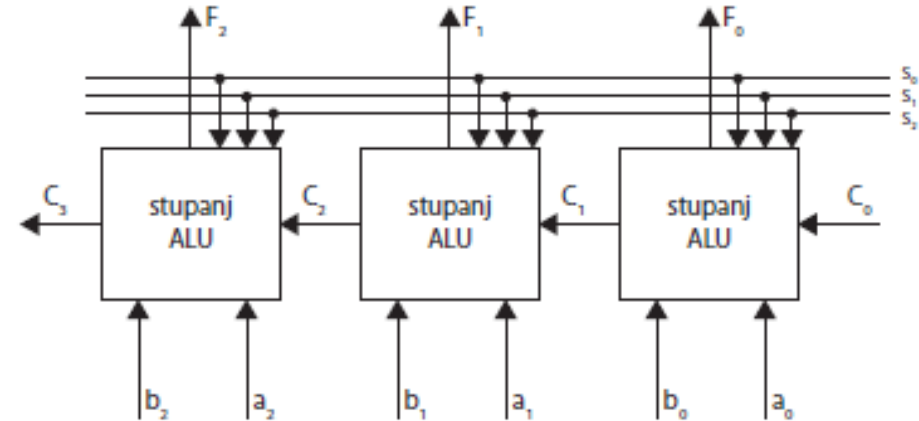 F₂ F₁ F₀
s₀
s₁
s₂
C₃ stupanj ALU C₂ stupanj ALU C₁ stupanj ALU C₀
b₂ a₂ b₁ a₁ b₀ a₀